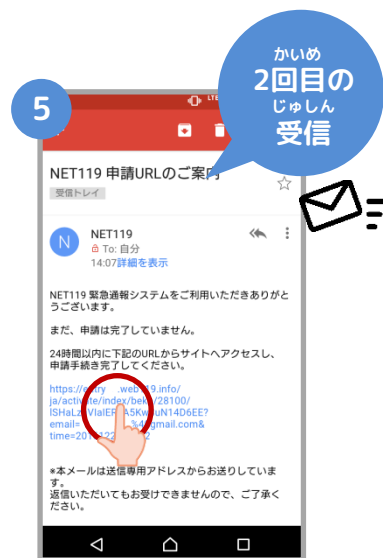 5
かいめ
2回目の
じゅしん
受信
LTE
NET119 申請URLのご案内
受信トレイ
N
NET119
To: 自分
14:07詳細を表示
NET119 緊急通報システムをご利用いただきありがと
うございます。
まだ、申請は完了していません。
24時間以内に下記のURLからサイトへアクセスし、
申請手続き完了してください。
.info/
gmail.com&
email=
*本メールは送信専用アドレスからお送りしていま
す。
返信いただいてもお受けできませんので、ご了承く
ださい。